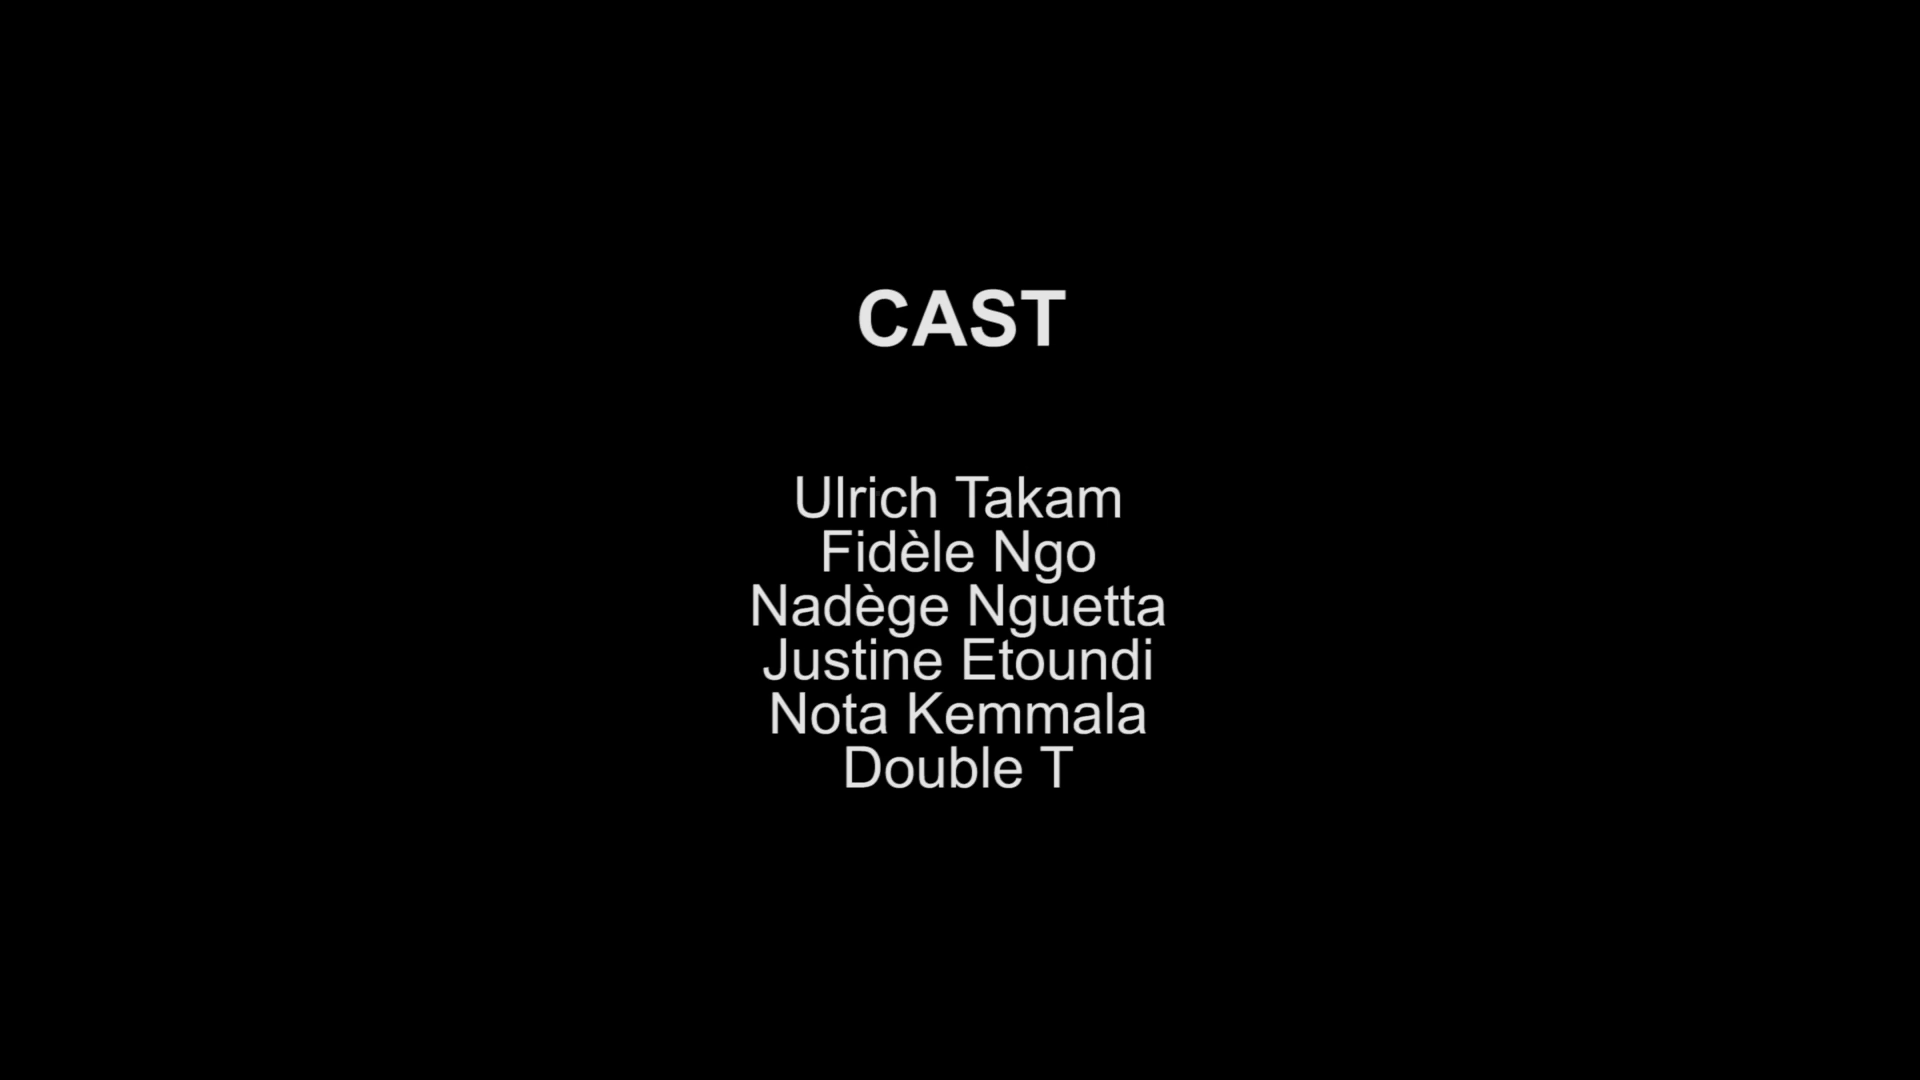 CAST
Ulrich Takam
Fidèle Ngo
Nadège Nguetta
Justine Etoundi
Nota Kemmala
Double T